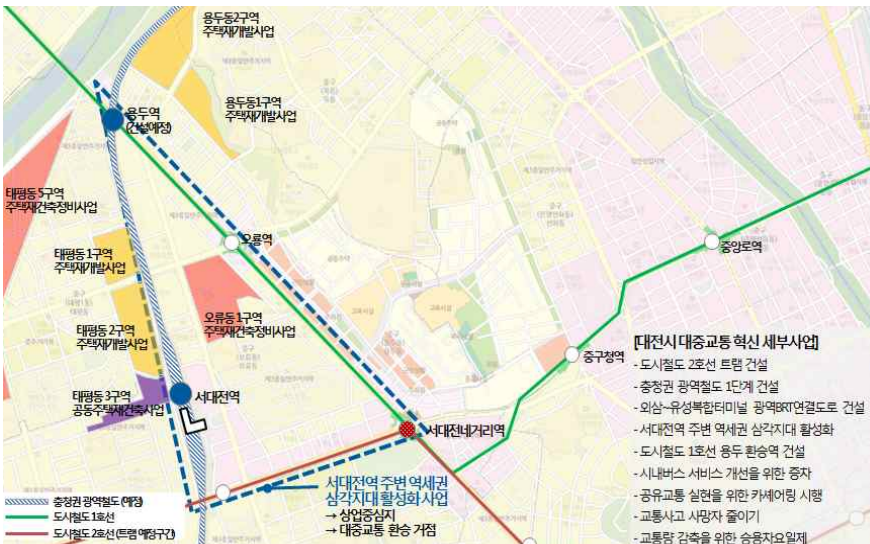 용두동2구역
주택재개발사업
용두동1구역
주택재개발사업
용두역
(건설예정)
태평동 5구역
주택재건축정비사업
오룡역
중앙로역
태평동 1구역
주택재개발사업
오류동 1구역
주택재건축정비사업
태평동 2구역
주택재개발사업
중구청역
태평동 3구역
공동주택재건축사업
서대전역
서대전네거리역
[대전시 대중교통 혁신 세부사업]
- 도시철도 2호선 트램 건설
- 충청권 광역철도 1단계 건설
- 외삼~유성복합터미널 광역BRT연결도로 건설
- 서대전역 주변 역세권 삼각지대 활성화
- 도시철도 1호선 용두 환승역 건설
- 시내버스 서비스 개선을 위한 증차
- 공유교통 실현을 위한 카셰어링 시행
- 교통사고 사망자 줄이기
- 교통량 감축을 위한 승용차요일제
서대전역 주변 역세권
삼각지대 활성화 사업
→ 상업중심지
→ 대중교통 환승 거점
충청권 광역철도 (예정)
도시철도 1호선
도시철도 2호선 (트램 예정구간)